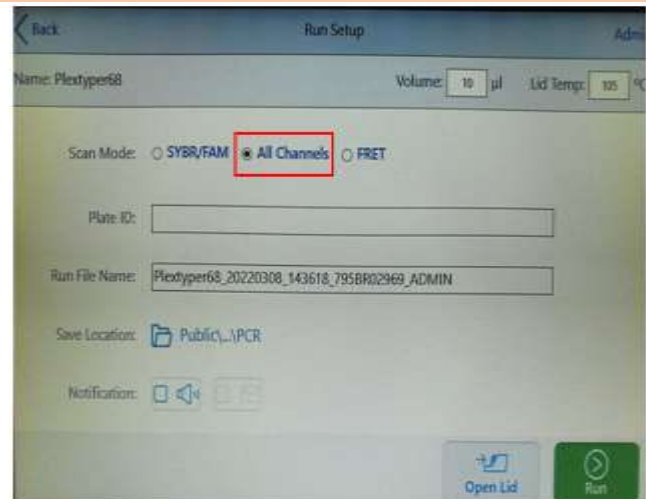 Back Run Setup Admi
Name: Plextyper68 Volume: 10 µl Lid Temp: 105 °C
Scan Mode: SYBR/FAM All Channels FRET
Plate ID:
Run File Name: Plextyper68_20220308_143618_795BR02969_ADMIN
Save Location: Public\...\PCR
Notification:
Open Lid Run